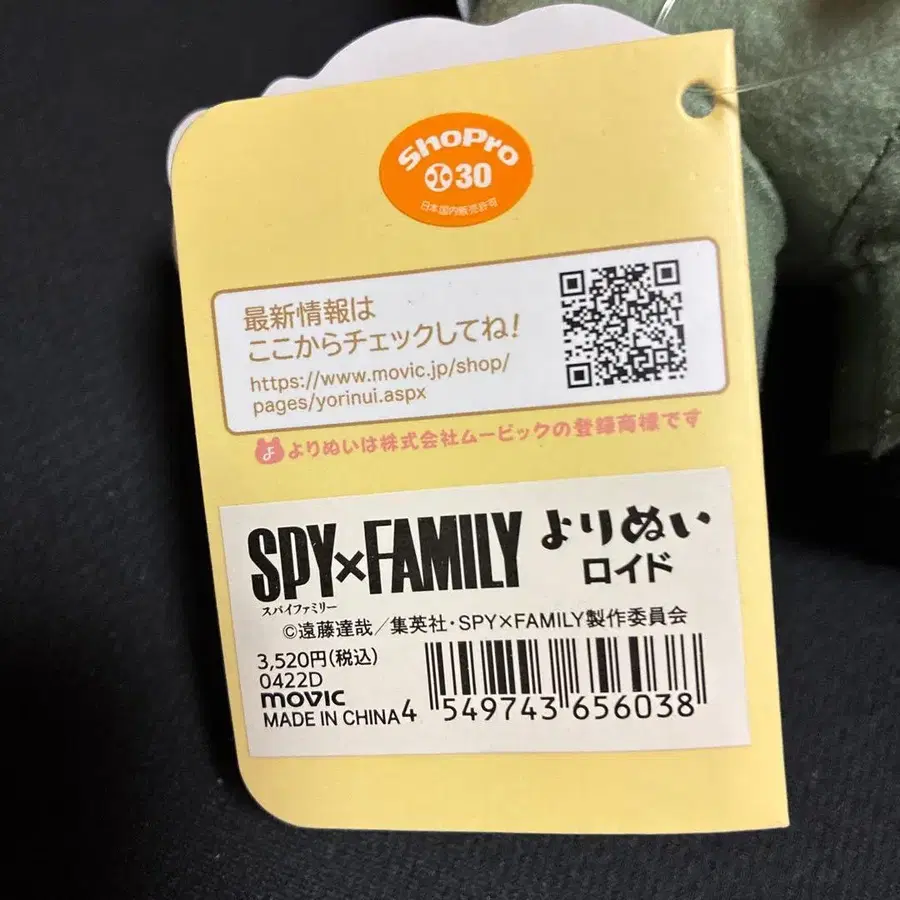 ShoPro
30
日本国内販売許可
最新情報は
ここからチェックしてね!
https://www.movic.jp/shop/
pages/yorinui.aspx
よ よりぬいは株式会社ムービックの登録商標です
SPY×FAMILY よりぬい
スパイファミリー
ロイド
©遠藤達哉/集英社・SPY×FAMILY製作委員会
3,520円(税込)
0422D
movic
MADE IN CHINA
4 549743 656038